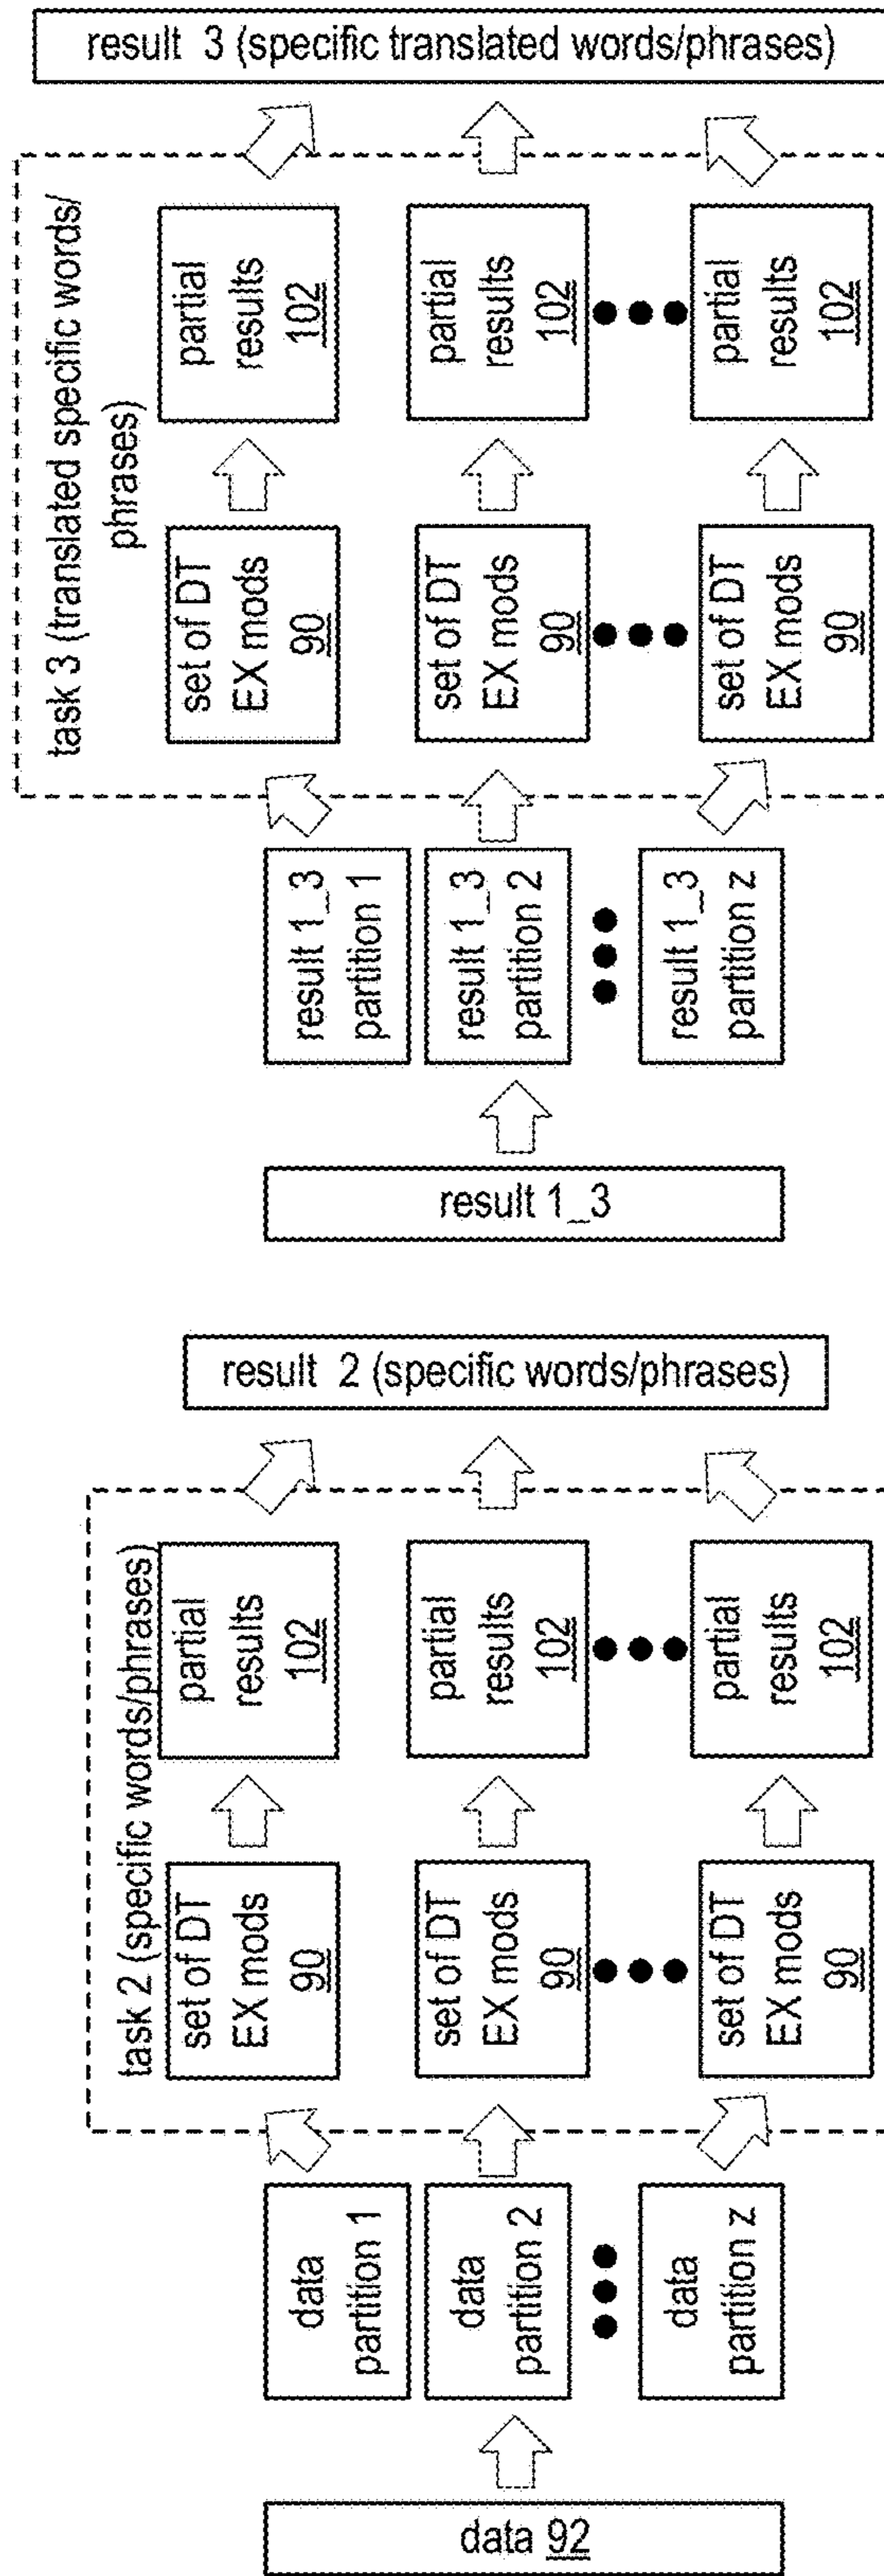 data 92
data
partition 1
data
partition 2
data
partition z
task 2 (specific words/phrases)
set of DT
EX mods
90
set of DT
EX mods
90
set of DT
EX mods
90
partial
results
102
partial
results
102
partial
results
102
result 2 (specific words/phrases)
result 1_3
result 1_3
partition 1
result 1_3
partition 2
result 1_3
partition z
task 3 (translated specific words/
phrases)
set of DT
EX mods
90
set of DT
EX mods
90
set of DT
EX mods
90
partial
results
102
partial
results
102
partial
results
102
result 3 (specific translated words/phrases)